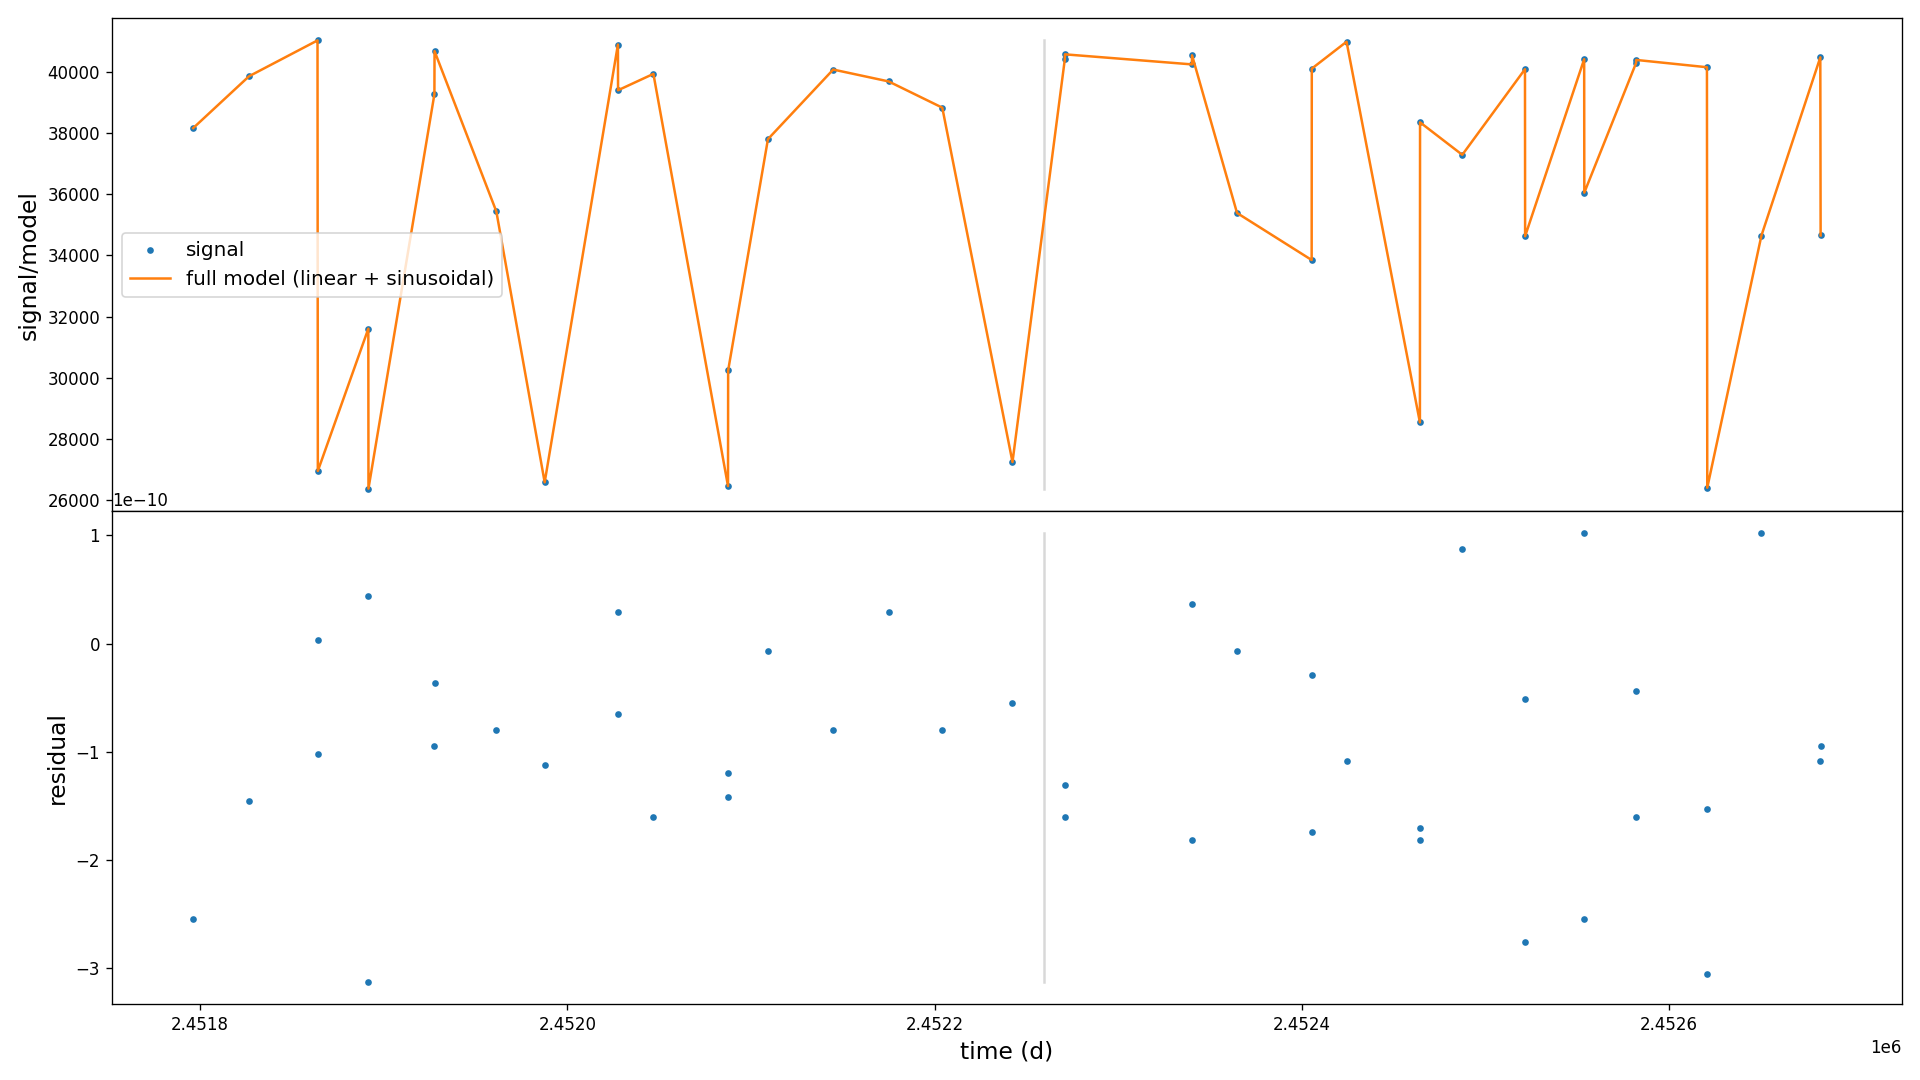 40000
38000
36000
34000
32000
30000
28000
26000
signal/model
signal
full model (linear + sinusoidal)
1e−10
1
0
−1
−2
−3
residual
2.4518
2.4520
2.4522
2.4524
2.4526
time (d)
1e6